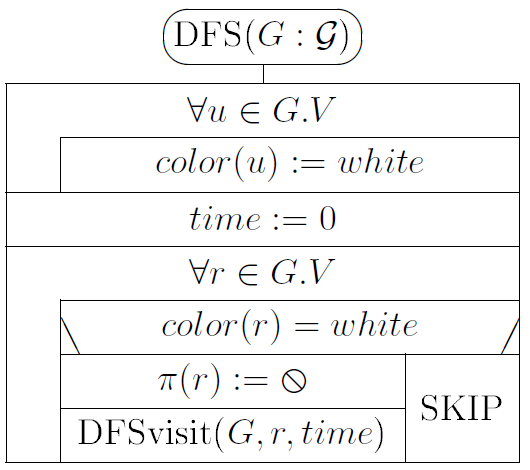 DFS(G : 𝒢)
∀u ∈ G.V
color(u) := white
time := 0
∀r ∈ G.V
color(r) = white
π(r) := ⦸
SKIP
DFSvisit(G, r, time)